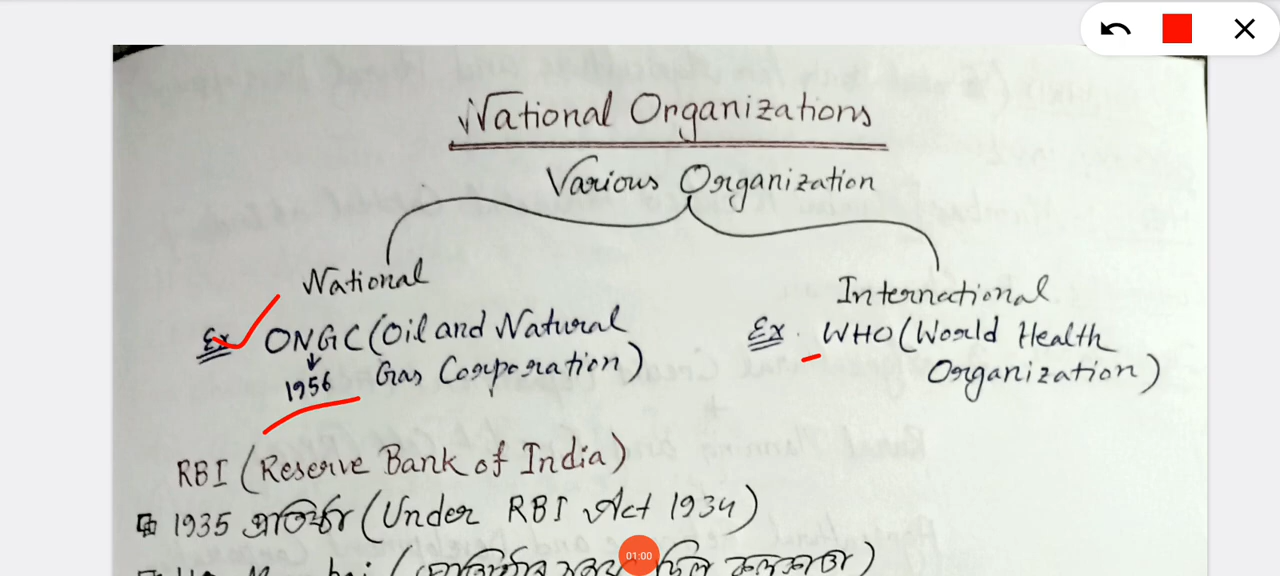 National Organizations
Various Organization
National
Ex ONGC (Oil and Natural
Gas Corporation)
1956
International
Ex. WHO (World Health
Organization)
RBI (Reserve Bank of India)
1935 প্রতিষ্ঠিত (Under RBI Act 1934)
01:00